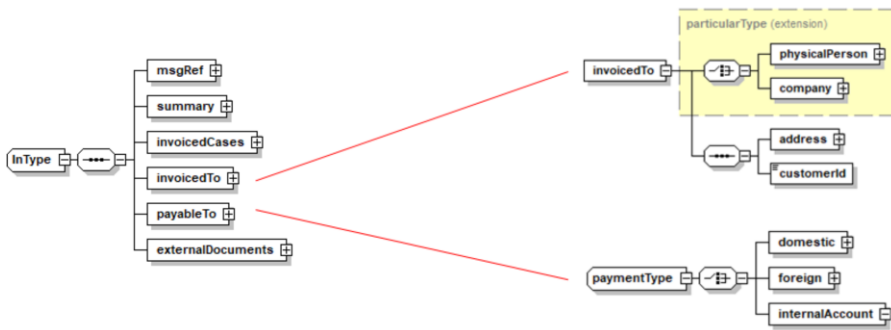 particularType (extension)
physicalPerson
msgRef
invoicedTo
company
summary
invoicedCases
address
InType
invoicedTo
customerId
payableTo
domestic
externalDocuments
paymentType
foreign
internalAccount